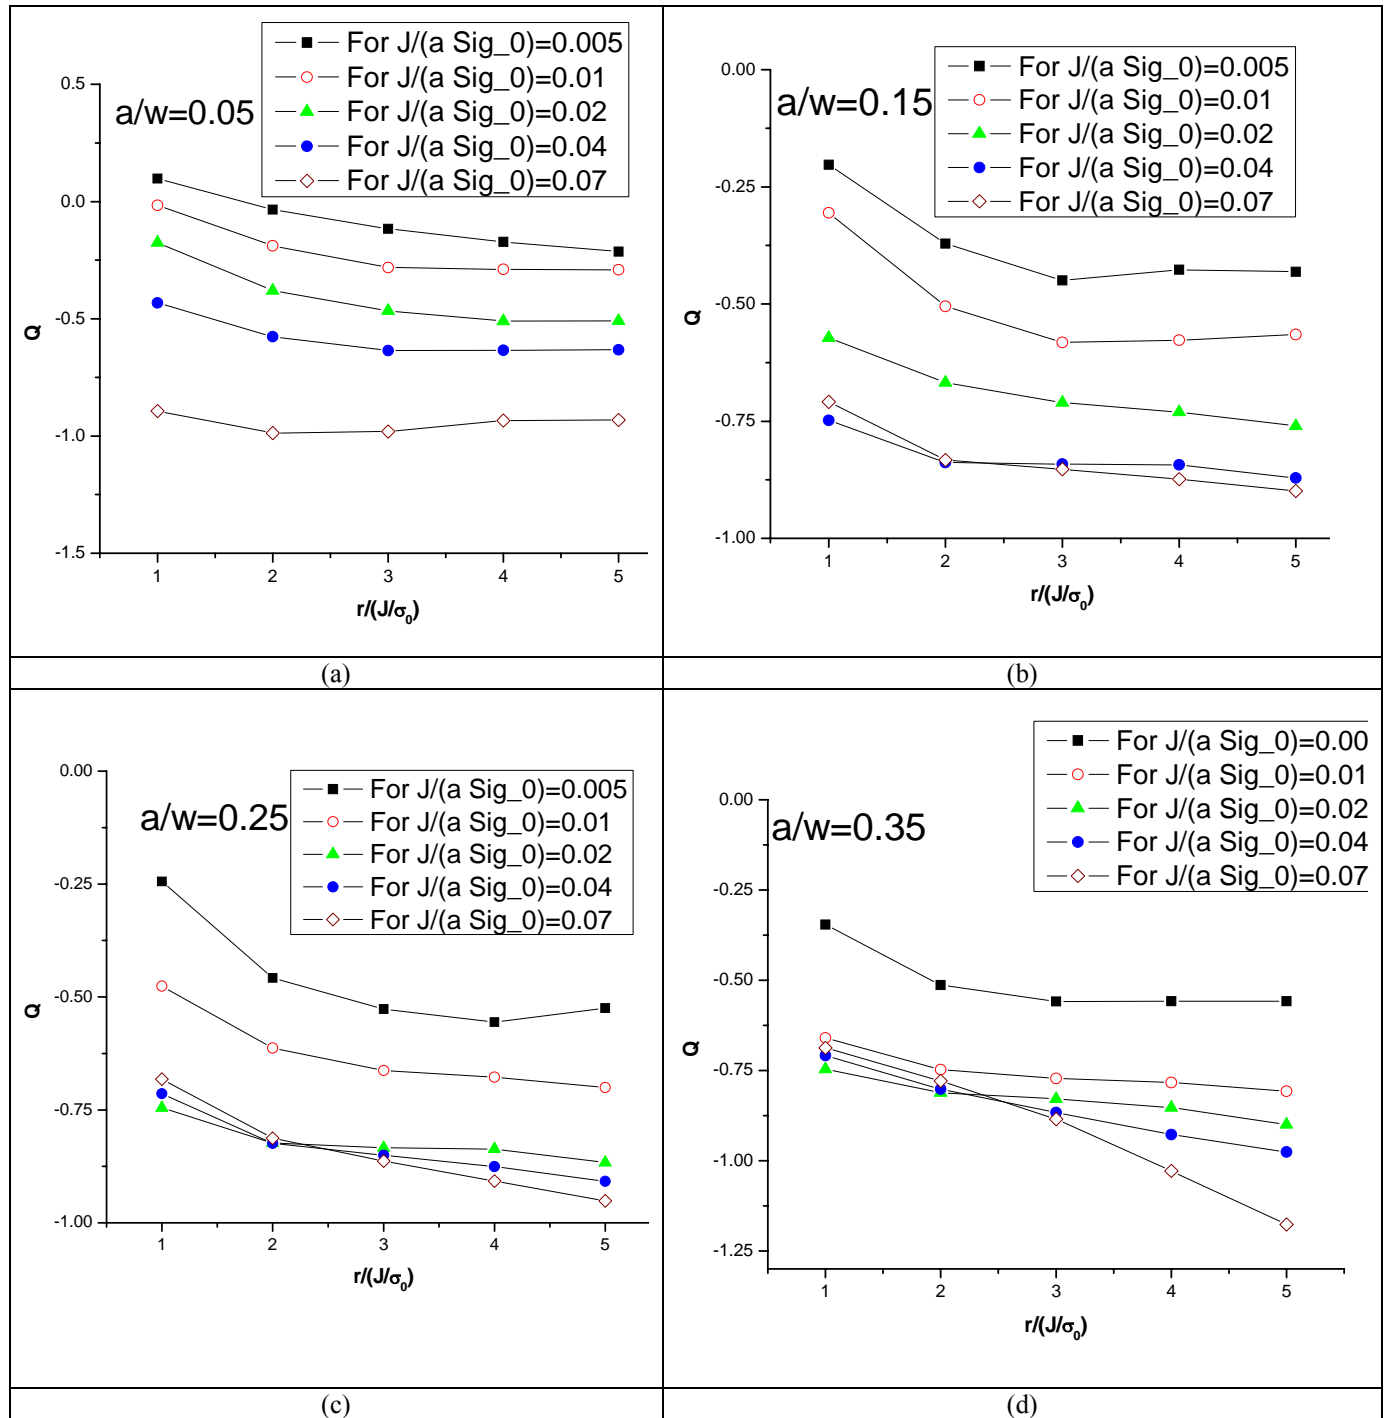 For J/(a Sig_0)=0.005
For J/(a Sig_0)=0.01
For J/(a Sig_0)=0.02
For J/(a Sig_0)=0.04
For J/(a Sig_0)=0.07
a/w=0.05
0.5
0.0
-0.5
-1.0
-1.5
Q
1 2 3 4 5
r/(J/σ₀)
(a)
For J/(a Sig_0)=0.005
For J/(a Sig_0)=0.01
For J/(a Sig_0)=0.02
For J/(a Sig_0)=0.04
For J/(a Sig_0)=0.07
a/w=0.15
0.00
-0.25
-0.50
-0.75
-1.00
Q
1 2 3 4 5
r/(J/σ₀)
(b)
For J/(a Sig_0)=0.005
For J/(a Sig_0)=0.01
For J/(a Sig_0)=0.02
For J/(a Sig_0)=0.04
For J/(a Sig_0)=0.07
a/w=0.25
0.00
-0.25
-0.50
-0.75
-1.00
Q
1 2 3 4 5
r/(J/σ₀)
(c)
For J/(a Sig_0)=0.00
For J/(a Sig_0)=0.01
For J/(a Sig_0)=0.02
For J/(a Sig_0)=0.04
For J/(a Sig_0)=0.07
a/w=0.35
0.00
-0.25
-0.50
-0.75
-1.00
-1.25
Q
1 2 3 4 5
r/(J/σ₀)
(d)